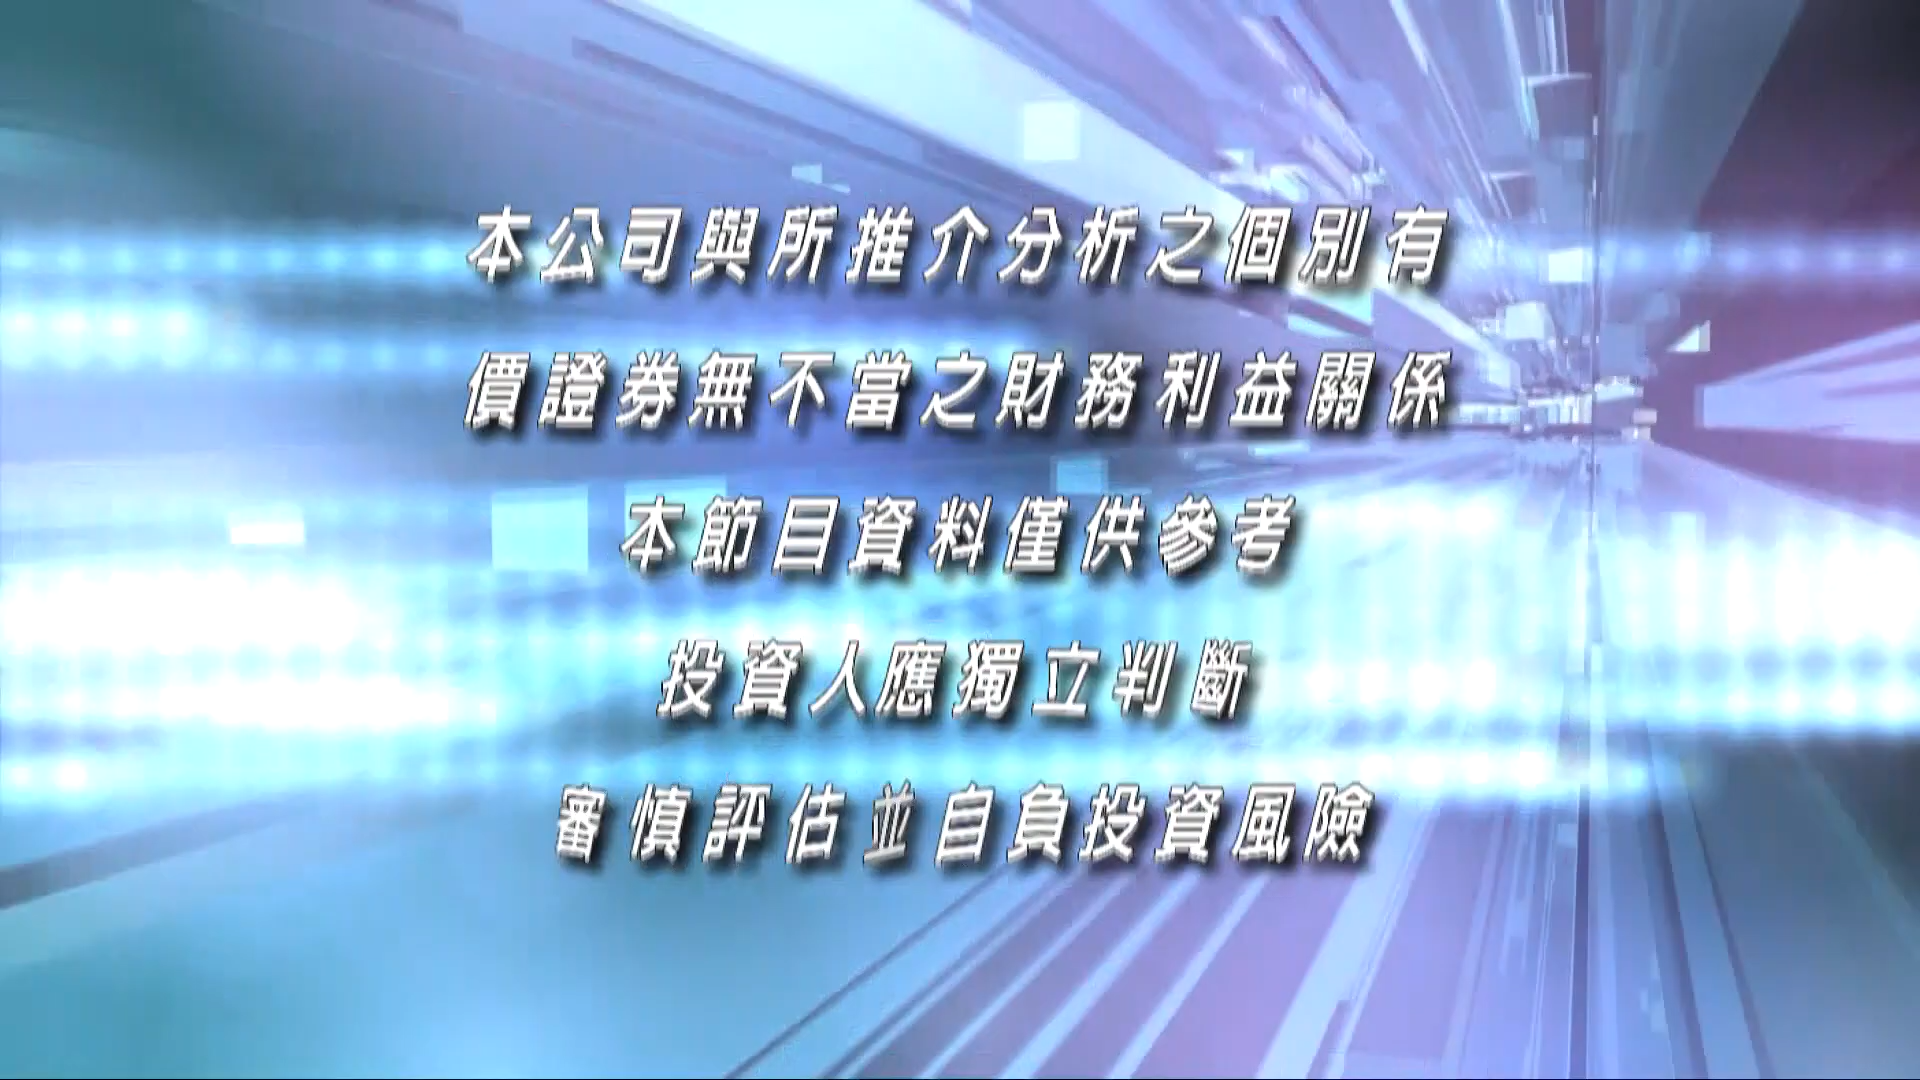 本公司與所推介分析之個別有
價證券無不當之財務利益關係
本節目資料僅供參考
投資人應獨立判斷
審慎評估並自負投資風險